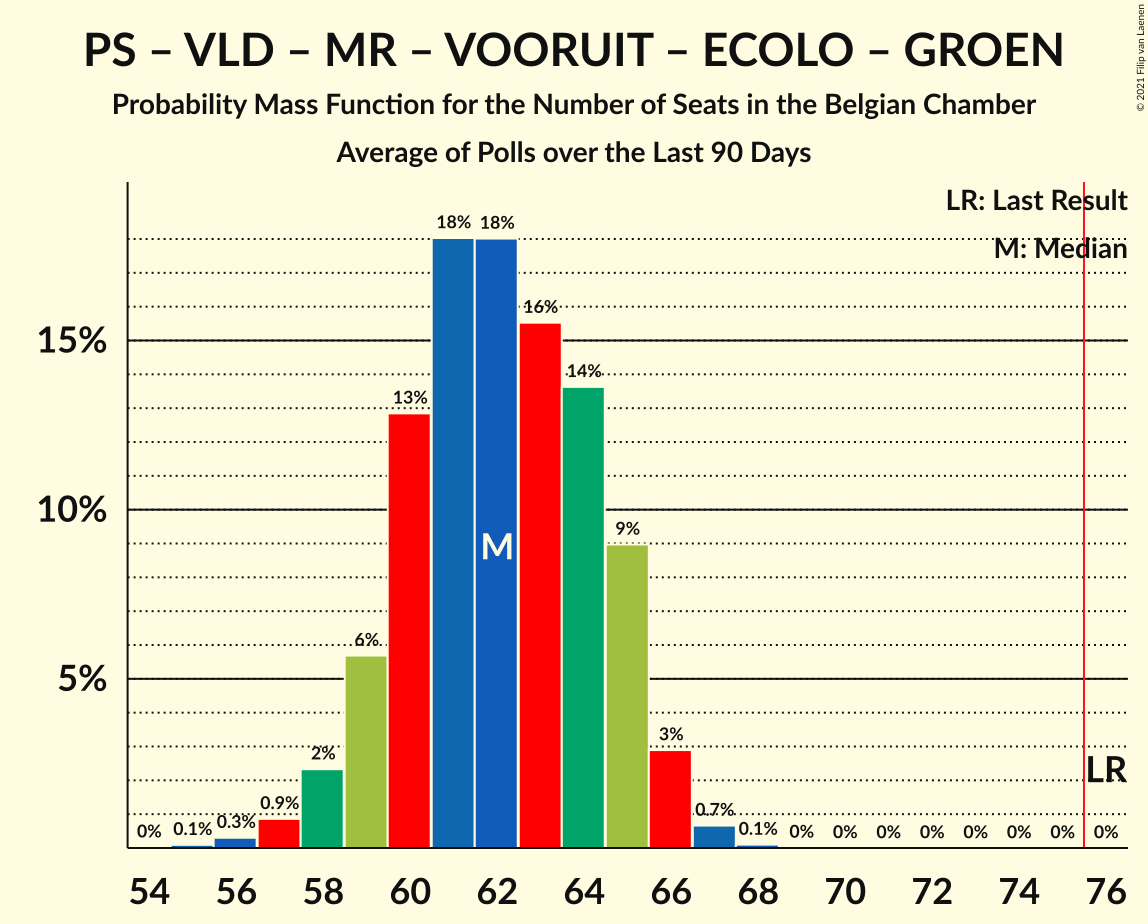 PS – VLD – MR – VOORUIT – ECOLO – GROEN
Probability Mass Function for the Number of Seats in the Belgian Chamber
Average of Polls over the Last 90 Days
© 2021 Filip van Laenen
LR: Last Result
M: Median
18% 18%
16%
15%
14%
13%
10%
9%
M
6%
5%
3%
2%
LR
0.9%
0.7%
0% 0.1% 0.3% 0.1% 0% 0% 0% 0% 0% 0% 0% 0%
54 56 58 60 62 64 66 68 70 72 74 76